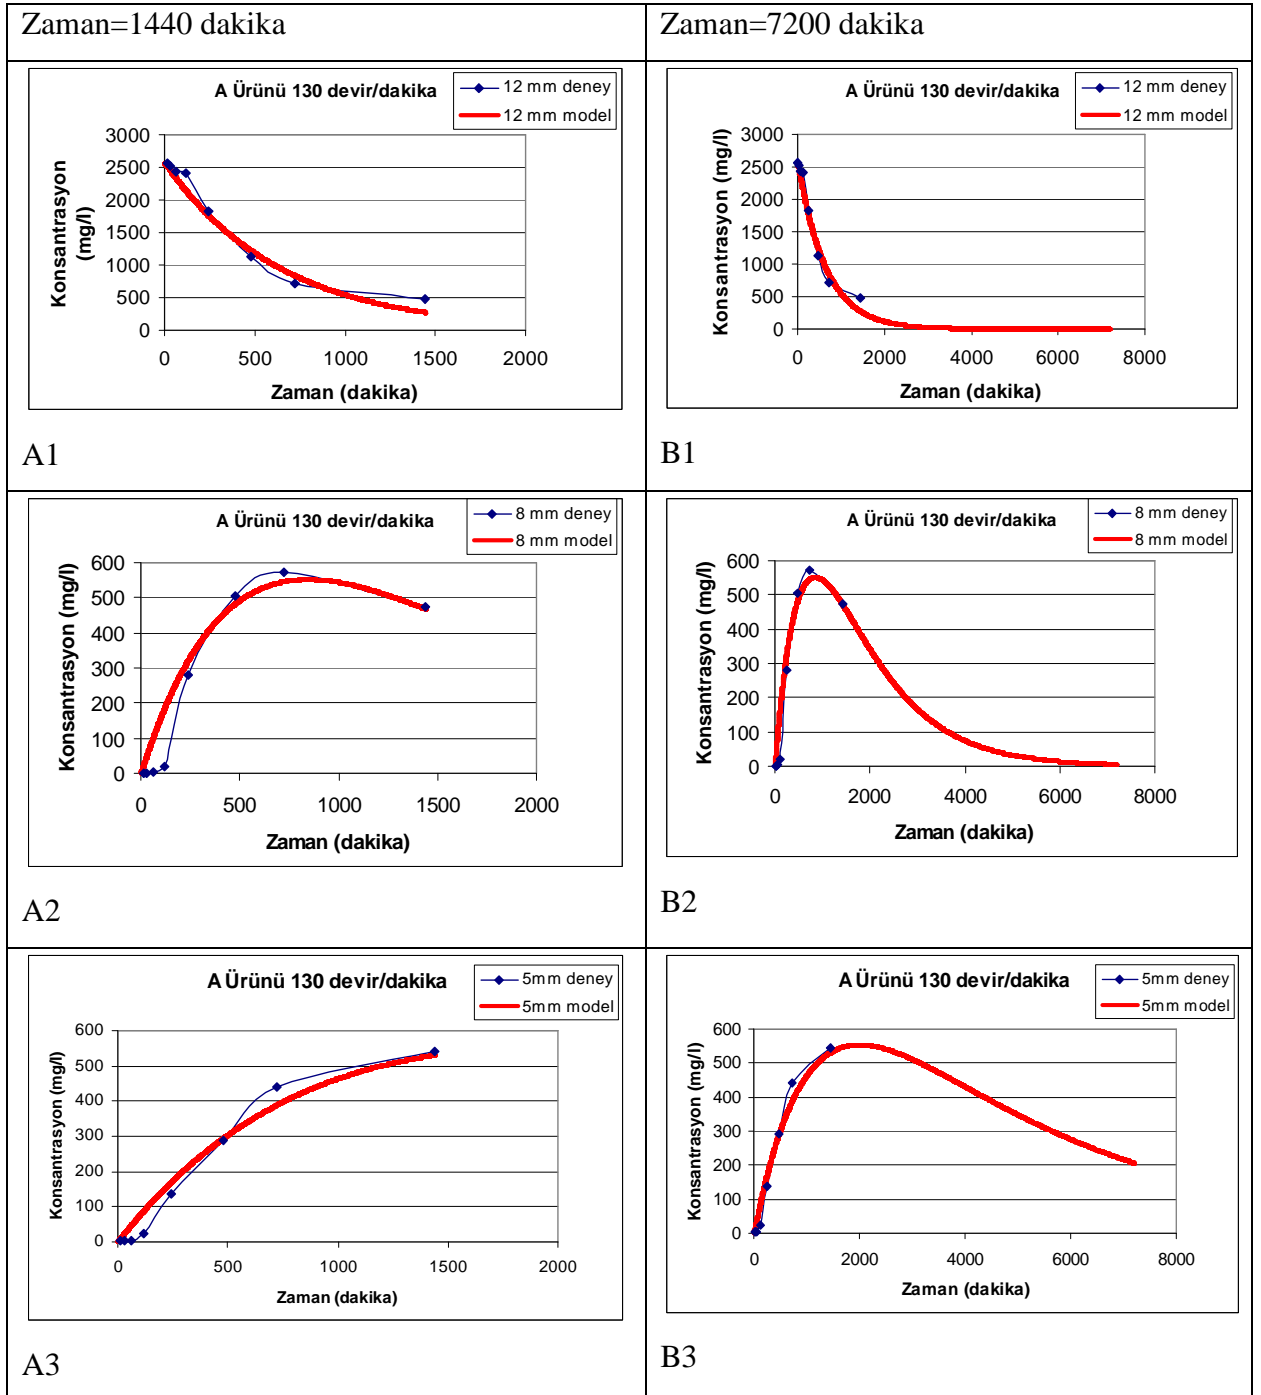 Zaman=1440 dakika
Zaman=7200 dakika
A Ürünü 130 devir/dakika
12 mm deney
12 mm model
Konsantrasyon
(mg/l)
3000
2500
2000
1500
1000
500
0
0 500 1000 1500 2000
Zaman (dakika)
A1
A Ürünü 130 devir/dakika
12 mm deney
12 mm model
Konsantrasyon (mg/l)
3000
2500
2000
1500
1000
500
0
0 2000 4000 6000 8000
Zaman (dakika)
B1
A Ürünü 130 devir/dakika
8 mm deney
8 mm model
Konsantrasyon (mg/l)
600
500
400
300
200
100
0
0 500 1000 1500 2000
Zaman (dakika)
A2
A Ürünü 130 devir/dakika
8 mm deney
8 mm model
Konsantrasyon (mg/l)
600
500
400
300
200
100
0
0 2000 4000 6000 8000
Zaman (dakika)
B2
A Ürünü 130 devir/dakika
5mm deney
5mm model
Konsantrasyon (mg/l)
600
500
400
300
200
100
0
0 500 1000 1500 2000
Zaman (dakika)
A3
A Ürünü 130 devir/dakika
5mm deney
5mm model
Konsantrasyon (mg/l)
600
500
400
300
200
100
0
0 2000 4000 6000 8000
Zaman (dakika)
B3